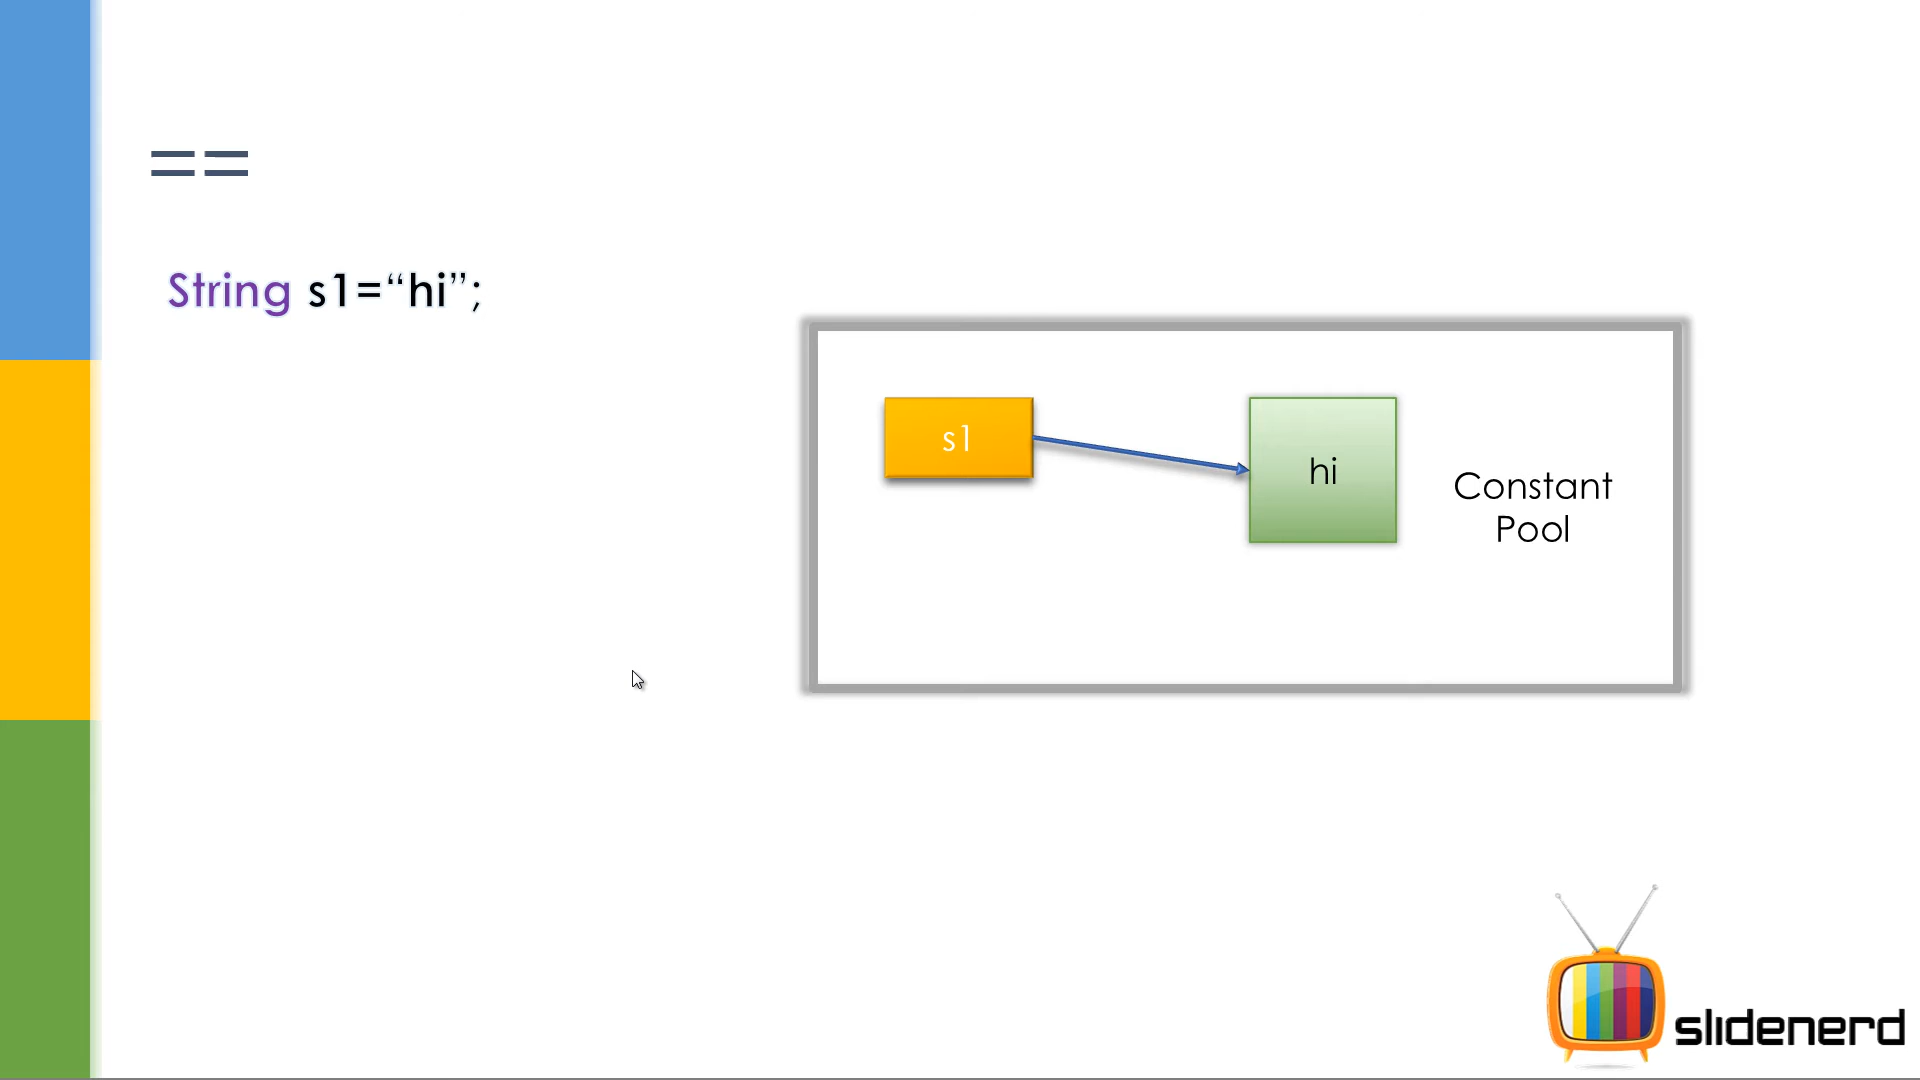 ==
String s1=“hi”;
s1
hi
Constant
Pool
slidenerd